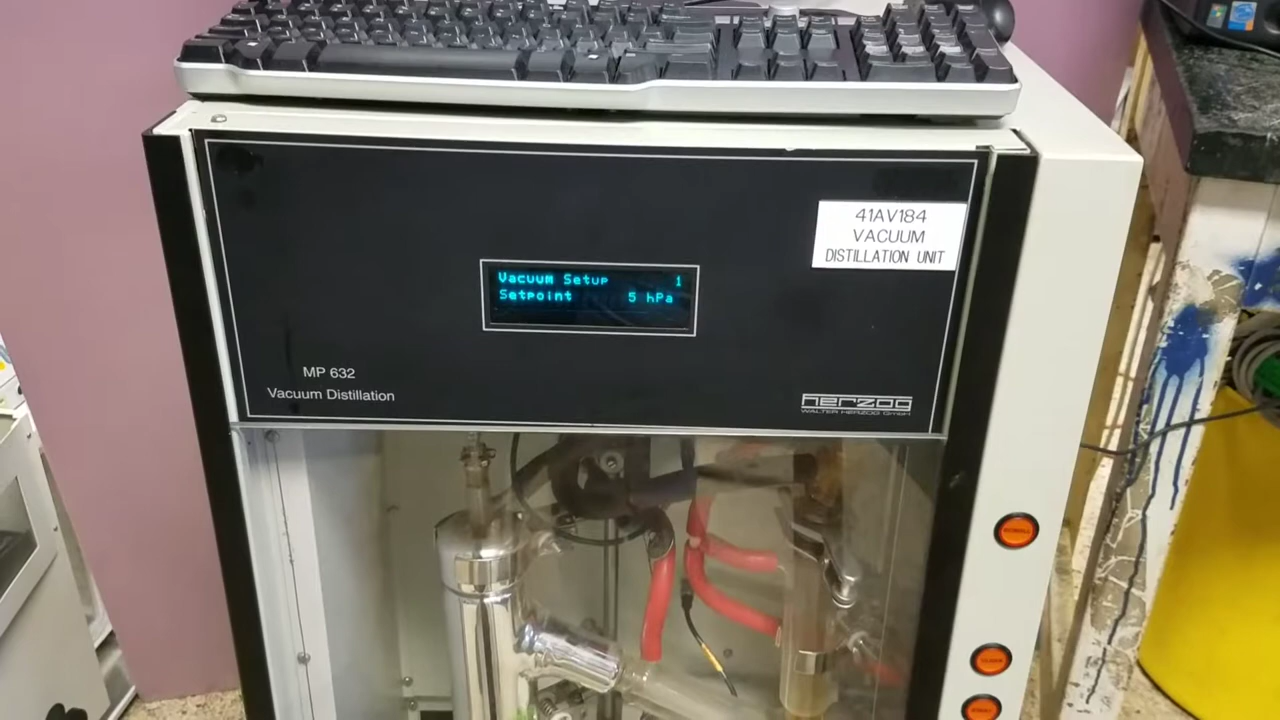 41AV184
VACUUM
DISTILLATION UNIT
Vacuum Setup 1
Setpoint 5 hPa
MP 632
Vacuum Distillation
herzog
WALTER HERZOG GmbH